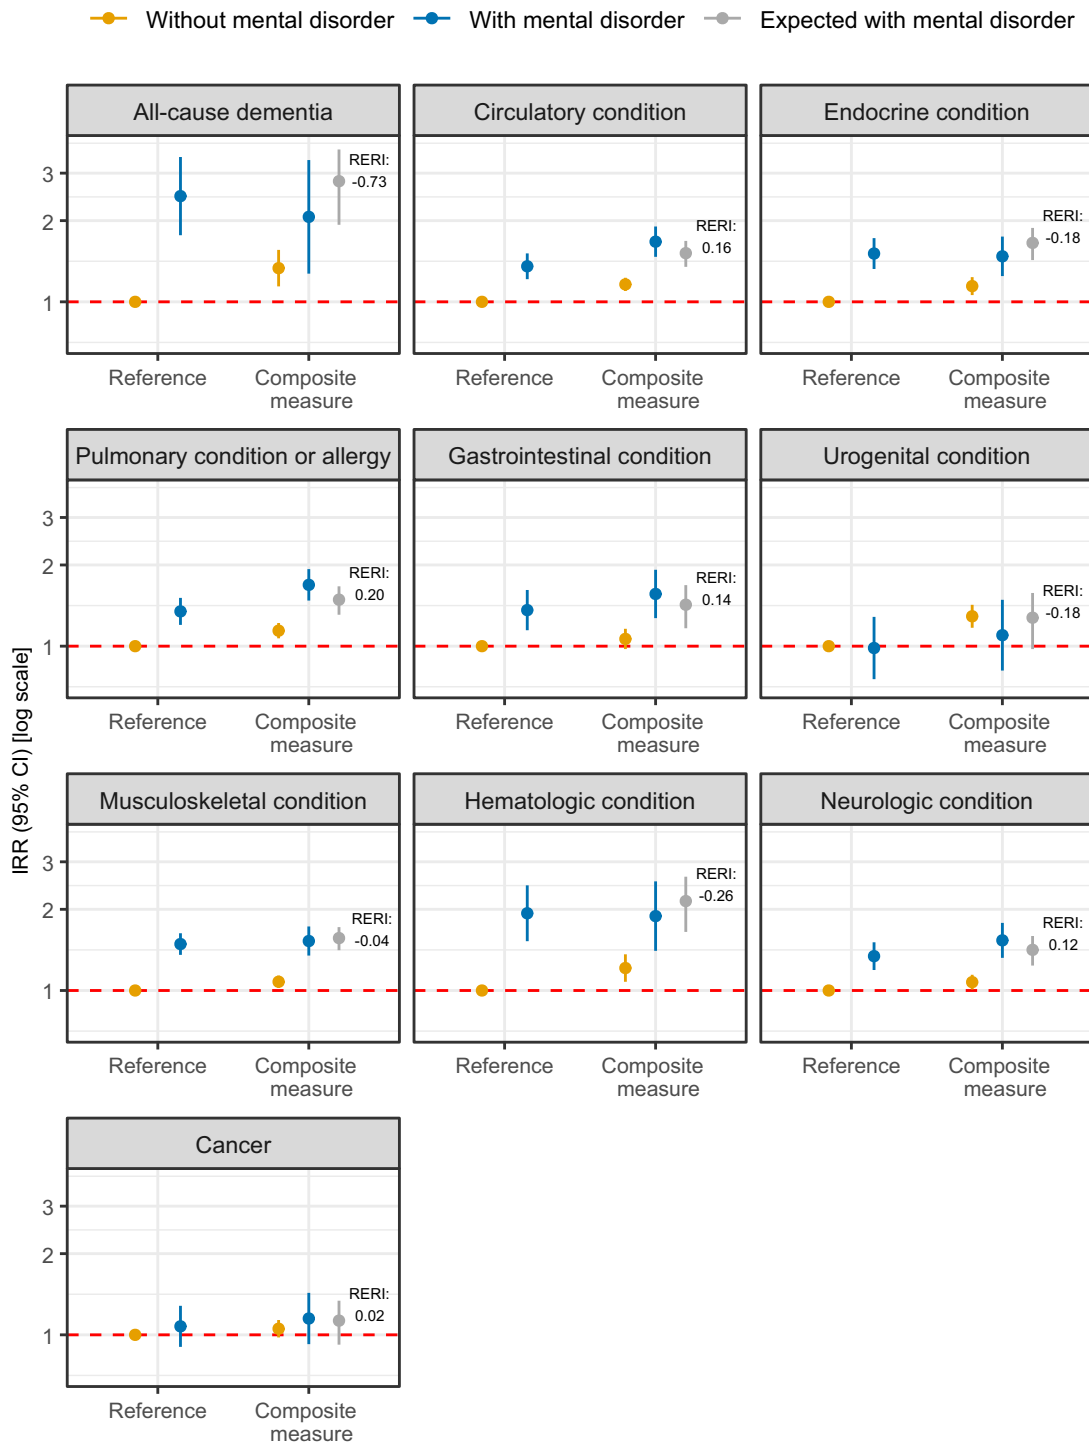 Without mental disorder With mental disorder Expected with mental disorder
All-cause dementia Circulatory condition Endocrine condition
RERI:
-0.73
RERI:
0.16
RERI:
-0.18
3
2
1
Reference Composite measure Reference Composite measure Reference Composite measure
Pulmonary condition or allergy Gastrointestinal condition Urogenital condition
RERI:
0.20
RERI:
0.14
RERI:
-0.18
3
2
1
Reference Composite measure Reference Composite measure Reference Composite measure
IRR (95% CI) [log scale]
Musculoskeletal condition Hematologic condition Neurologic condition
RERI:
-0.04
RERI:
-0.26
RERI:
0.12
3
2
1
Reference Composite measure Reference Composite measure Reference Composite measure
Cancer
RERI:
0.02
3
2
1
Reference Composite measure